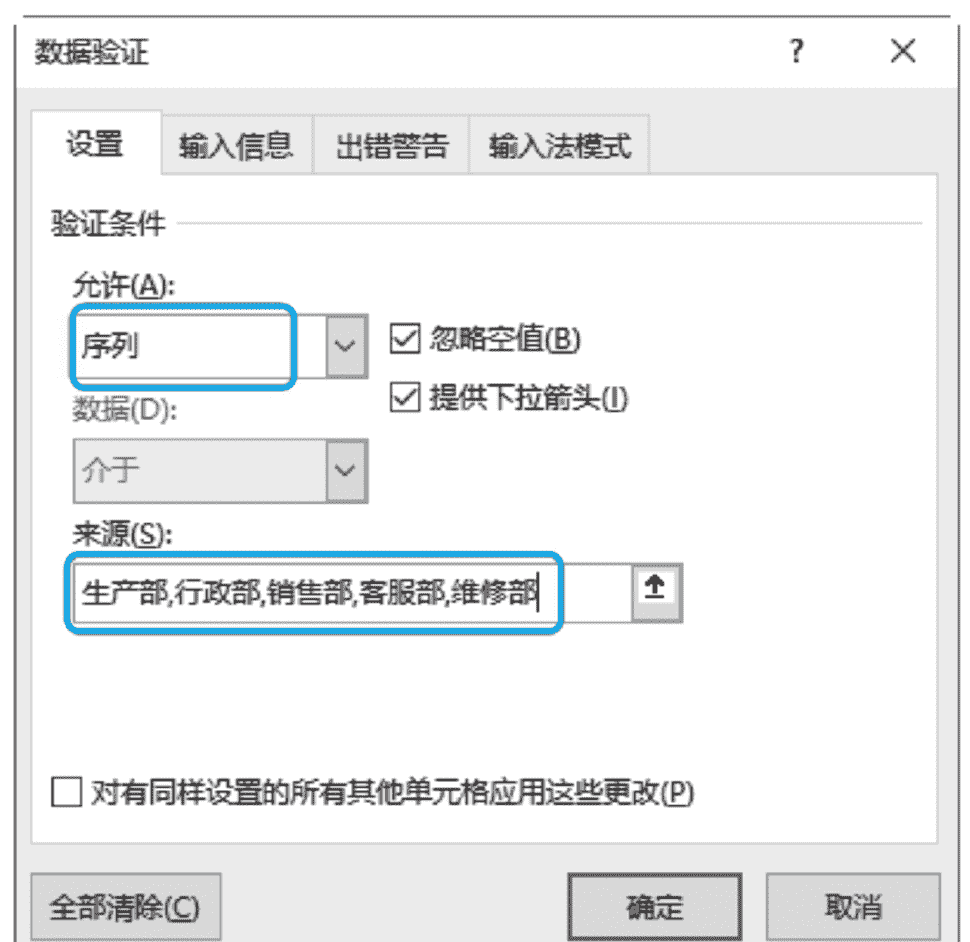 数据验证 ?
设置 输入信息 出错警告 输入法模式
验证条件
允许(A):
序列 忽略空值(B)
提供下拉箭头(I)
数据(D):
介于
来源(S):
生产部,行政部,销售部,客服部,维修部
对有同样设置的所有其他单元格应用这些更改(P)
全部清除(C) 确定 取消